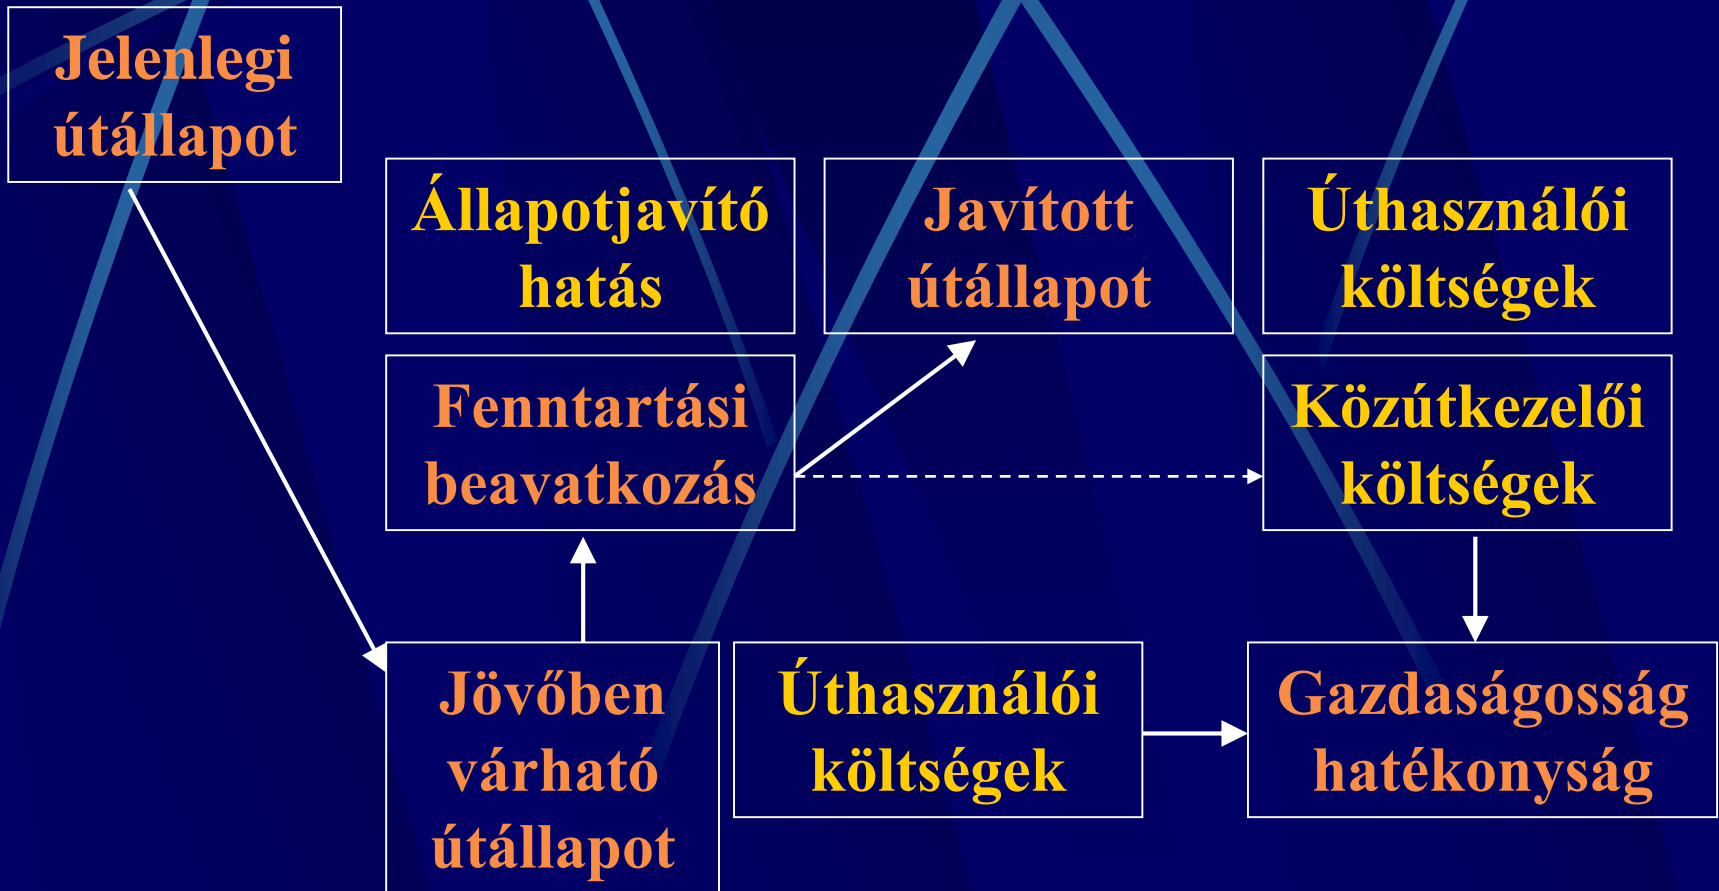 Jelenlegi
útállapot
Állapotjavító
hatás
Javított
útállapot
Úthasználói
költségek
Fenntartási
beavatkozás
Közútkezelői
költségek
Jövőben
várható
útállapot
Úthasználói
költségek
Gazdaságosság
hatékonyság